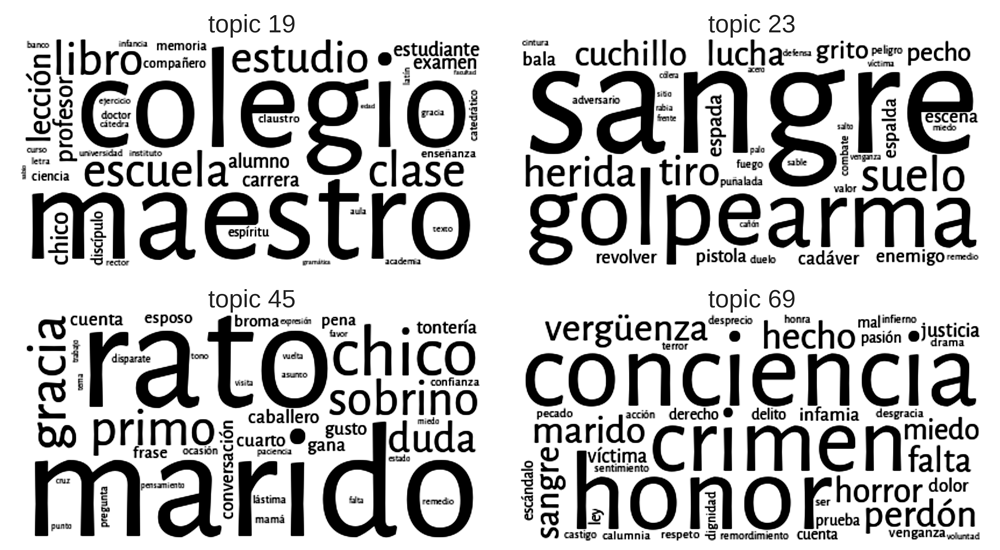 topic 19
banco
infancia
memoria
libro
compañero
estudio
estudiante
examen
facultad
latín
lección
profesor
colegio
ejercicio
doctor
cátedra
claustro
edad
gracia
catedrático
curso
letra
universidad
instituto
enseñanza
ciencia
escuela
alumno
carrera
clase
maestro
chico
discípulo
rector
espíritu
aula
texto
gramática
academia
topic 23
cintura
bala
cuchillo
lucha
defensa
grito
peligro
víctima
pecho
cólera
acero
sangre
adversario
sitio
rabia
frente
espada
espalda
escena
miedo
salto
combate
venganza
palo
fuego
sable
herida
tiro
puñalada
valor
suelo
golpe
arma
cañón
revolver
pistola
duelo
cadáver
enemigo
remedio
topic 45
cuenta
esposo
broma
expresión
pena
favor
tontería
gracia
trabajo
tema
rato
disparate
tono
vuelta
asunto
visita
chico
confianza
sobrino
caballero
miedo
primo
frase
ocasión
conversación
cuarto
paciencia
gusto
gana
duda
estado
marido
cruz
pensamiento
punto
pregunta
lástima
mamá
falta
remedio
topic 69
vergüenza
desprecio
terror
honra
hecho
mal
infierno
pasión
justicia
drama
conciencia
pecado
acción
derecho
delito
infamia
desgracia
marido
víctima
sentimiento
crimen
miedo
falta
escándalo
sangre
ley
honor
dignidad
ser
horror
dolor
prueba
perdón
castigo
calumnia
respeto
remordimiento
cuenta
venganza
voluntad